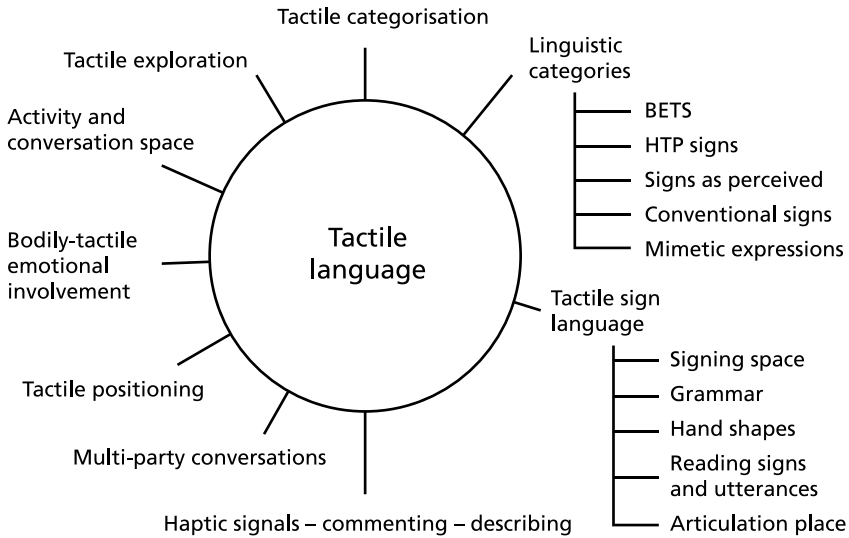 Tactile categorisation
Tactile exploration
Activity and
conversation space
Bodily-tactile
emotional
involvement
Tactile positioning
Multi-party conversations
Haptic signals – commenting – describing
Tactile
language
Linguistic
categories
BETS
HTP signs
Signs as perceived
Conventional signs
Mimetic expressions
Tactile sign
language
Signing space
Grammar
Hand shapes
Reading signs
and utterances
Articulation place